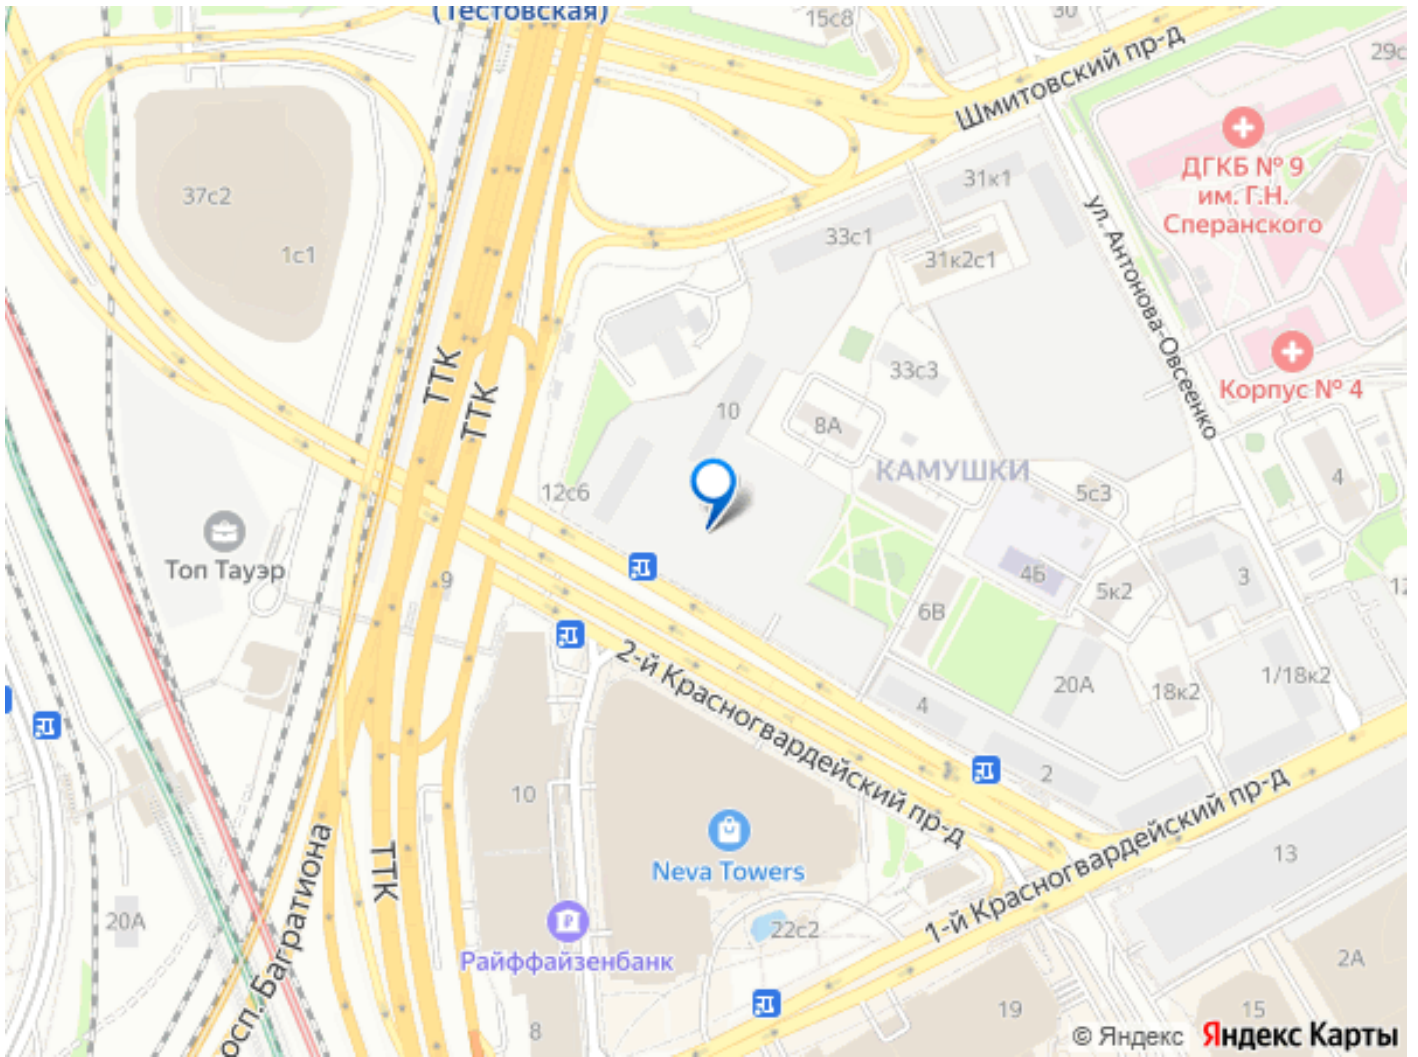 (Тестовская)
15с8
30
29с
Шмитовский пр-д
ДГКБ № 9
им. Г.Н.
Сперанского
31к1
37с2
33с1
1с1
31к2с1
ул. Антонова-Овсеенко
ТТК
ТТК
33с3
Корпус № 4
10
8А
КАМУШКИ
4
12с6
5с3
Топ Тауэр
9
4Б
5к2
3
12
6В
2-й Красногвардейский пр-д
20А
18к2
1/18к2
4
2
10
Neva Towers
1-й Красногвардейский пр-д
13
ТТК
20А
осп. Багратиона
Райффайзенбанк
22с2
2А
8
19
15
© Яндекс Яндекс Карты